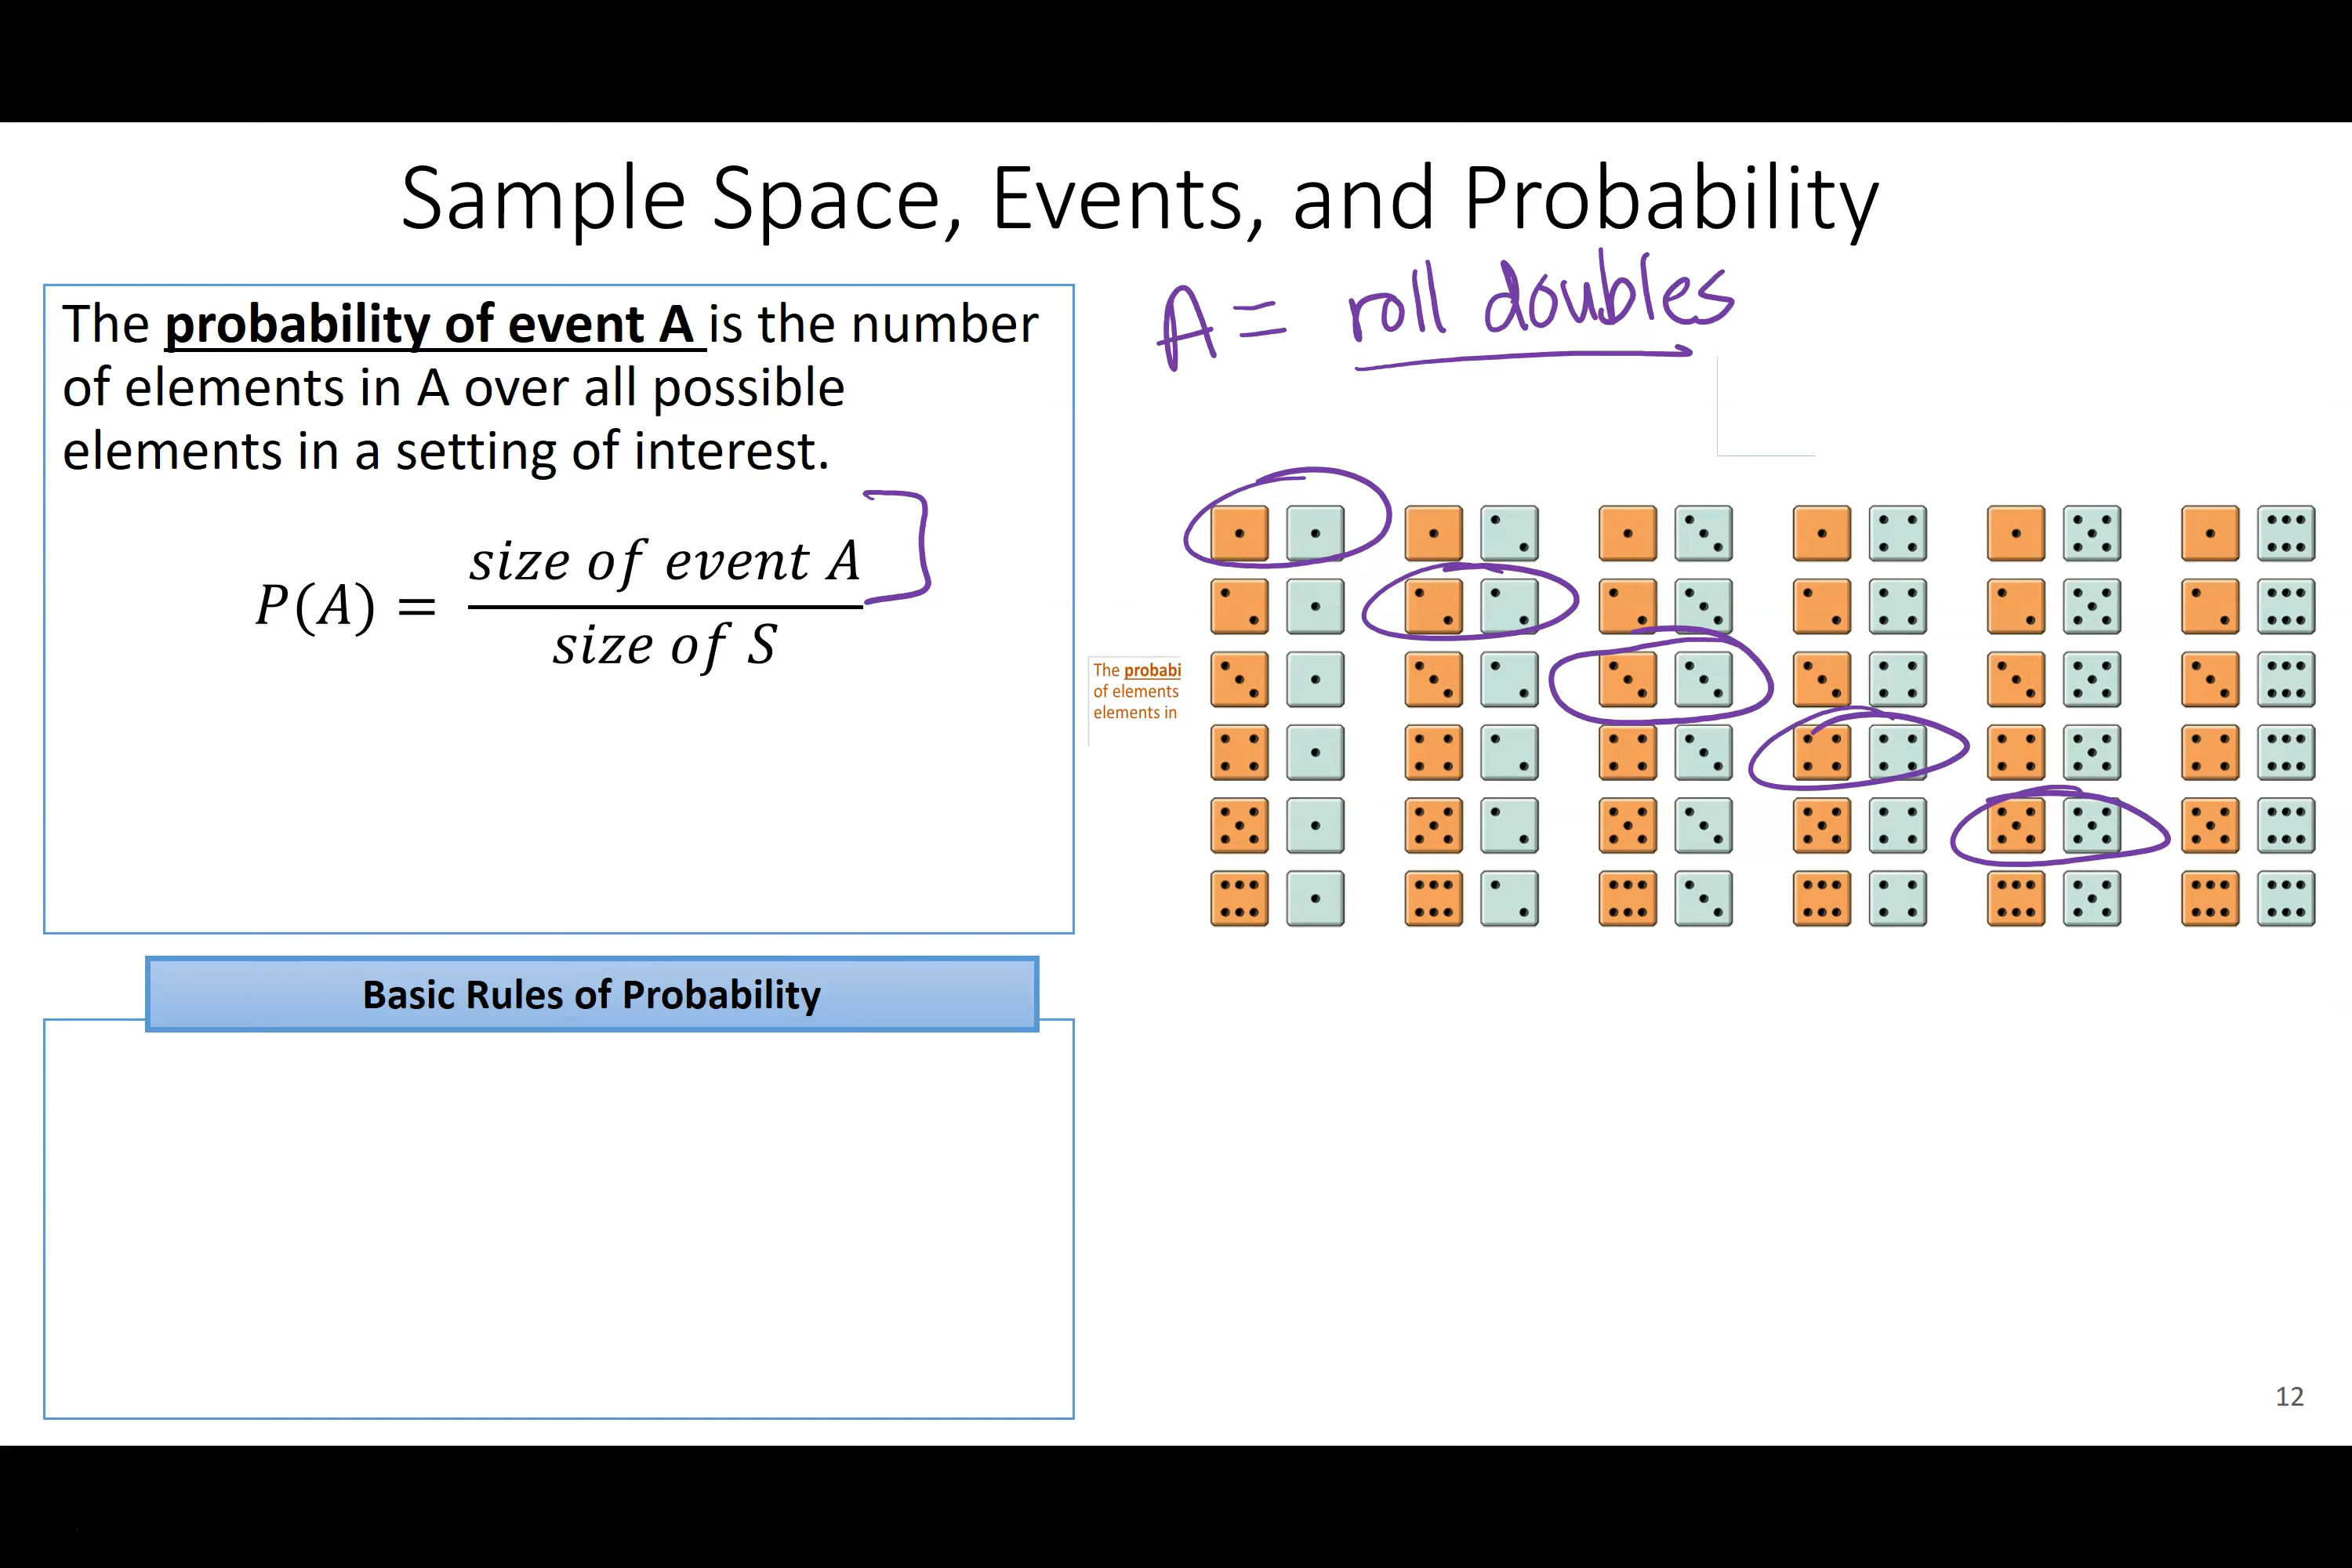 Sample Space, Events, and Probability
The probability of event A is the number
of elements in A over all possible
elements in a setting of interest.
P(A) = size of event A / size of S
A = roll doubles
The probabi
of elements
elements in
Basic Rules of Probability
12